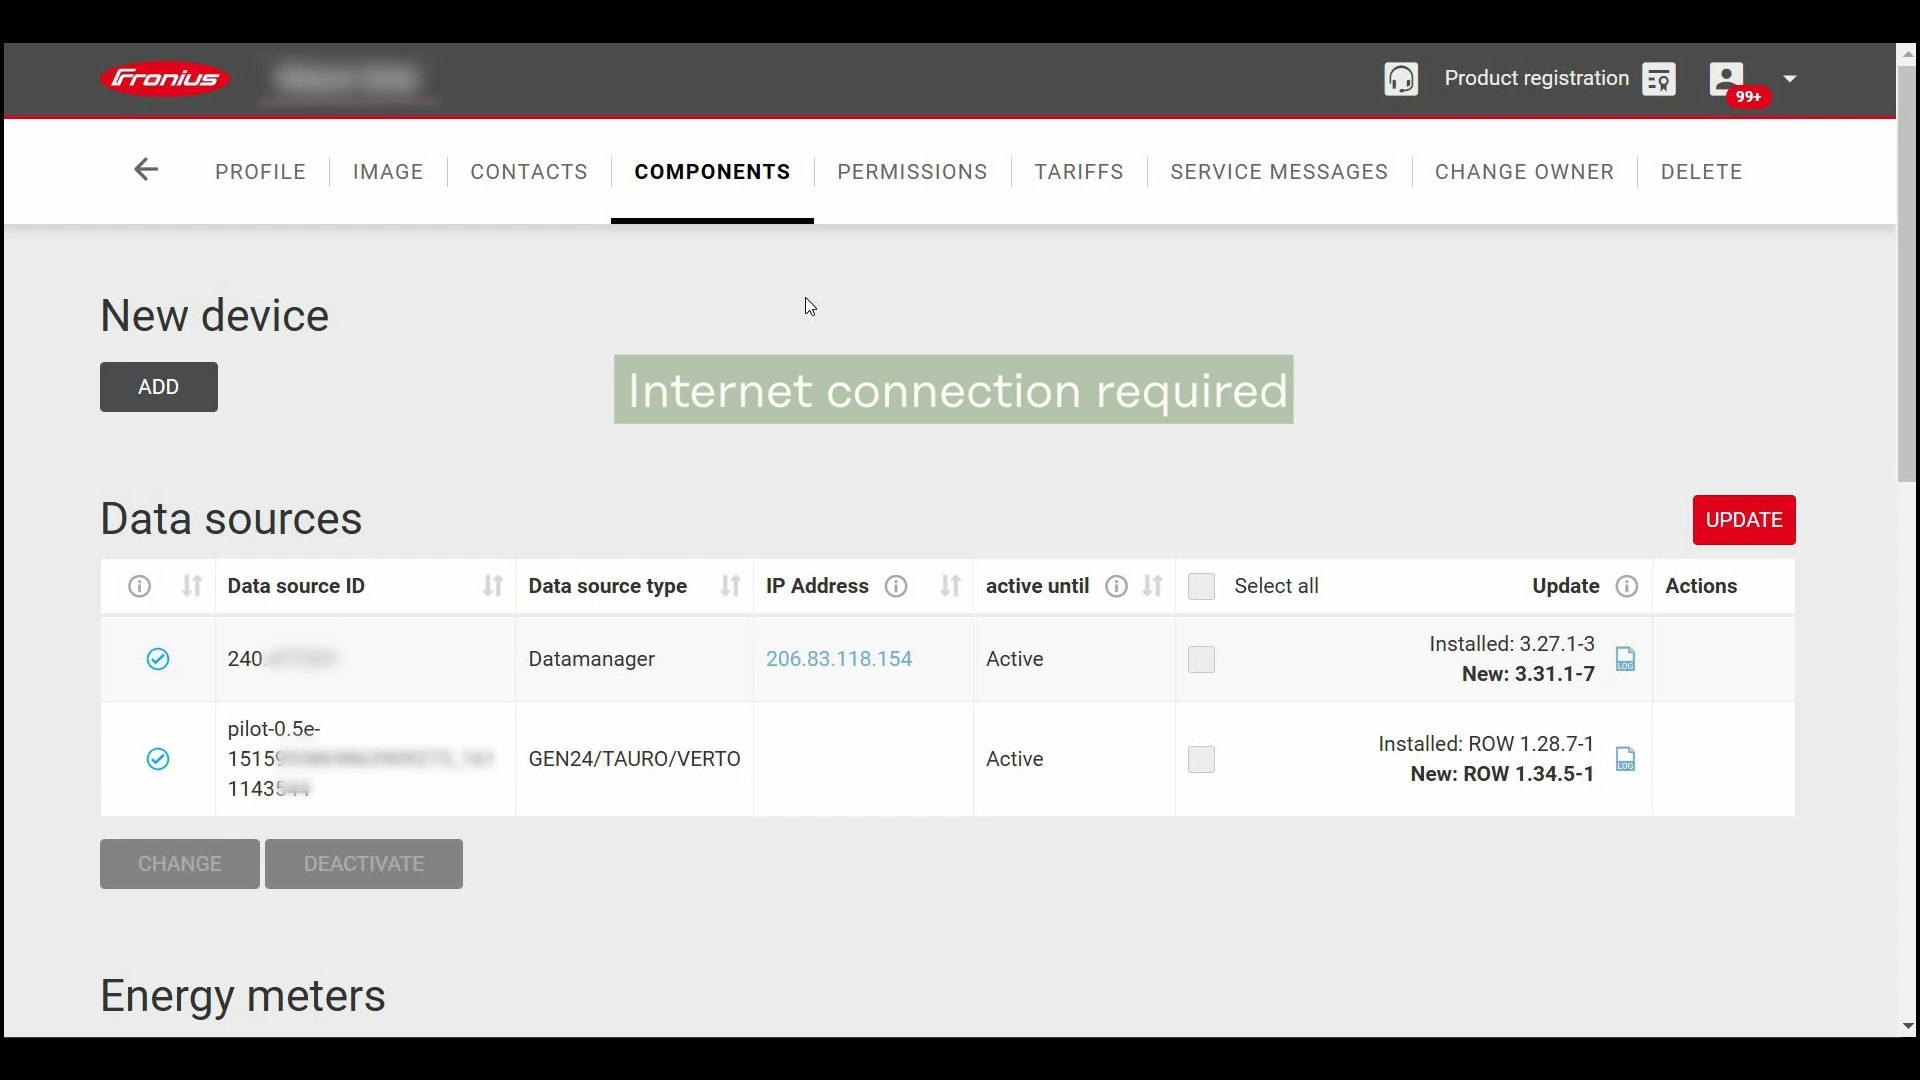 Fronius
Product registration
99+
PROFILE IMAGE CONTACTS COMPONENTS PERMISSIONS TARIFFS SERVICE MESSAGES CHANGE OWNER DELETE
New device
ADD
Internet connection required
Data sources
UPDATE
Data source ID Data source type IP Address active until Select all Update Actions
240. Datamanager 206.83.118.154 Active Installed: 3.27.1-3
New: 3.31.1-7
LOG
pilot-0.5e-
1515
1143
GEN24/TAURO/VERTO Active Installed: ROW 1.28.7-1
New: ROW 1.34.5-1
LOG
CHANGE DEACTIVATE
Energy meters